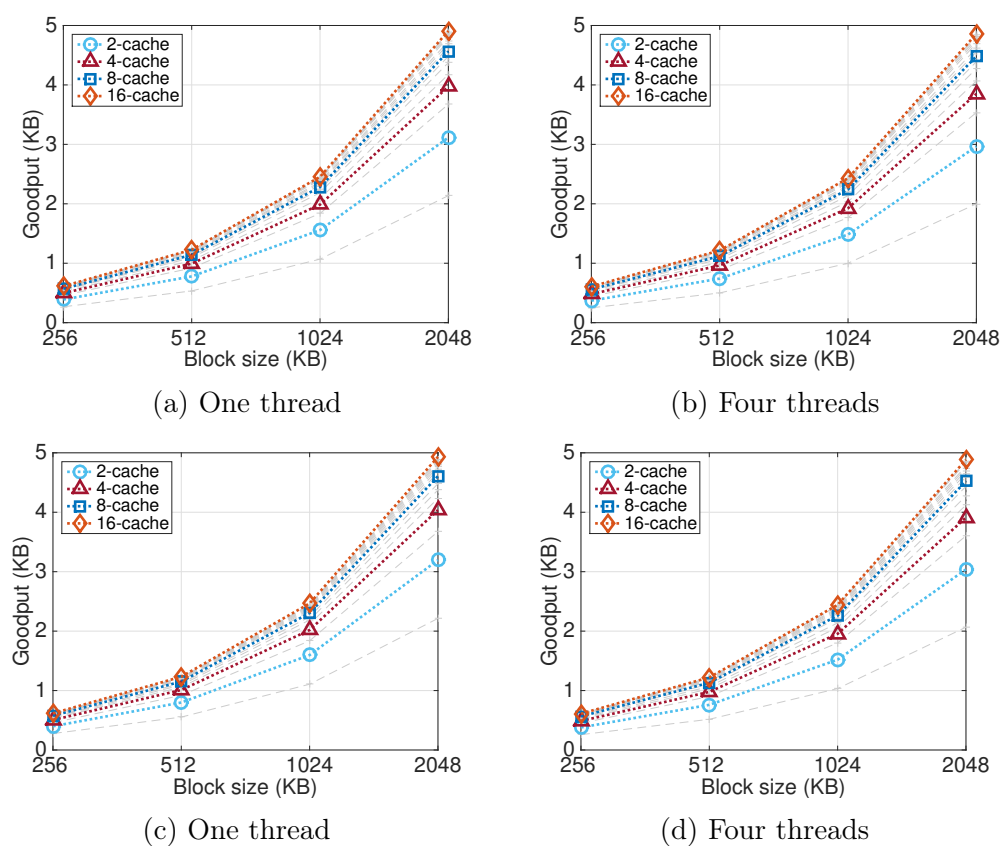 5
4
3
2
1
0
Goodput (KB)
2-cache
4-cache
8-cache
16-cache
256
512
1024
2048
Block size (KB)
(a) One thread
5
4
3
2
1
0
Goodput (KB)
2-cache
4-cache
8-cache
16-cache
256
512
1024
2048
Block size (KB)
(b) Four threads
5
4
3
2
1
0
Goodput (KB)
2-cache
4-cache
8-cache
16-cache
256
512
1024
2048
Block size (KB)
(c) One thread
5
4
3
2
1
0
Goodput (KB)
2-cache
4-cache
8-cache
16-cache
256
512
1024
2048
Block size (KB)
(d) Four threads